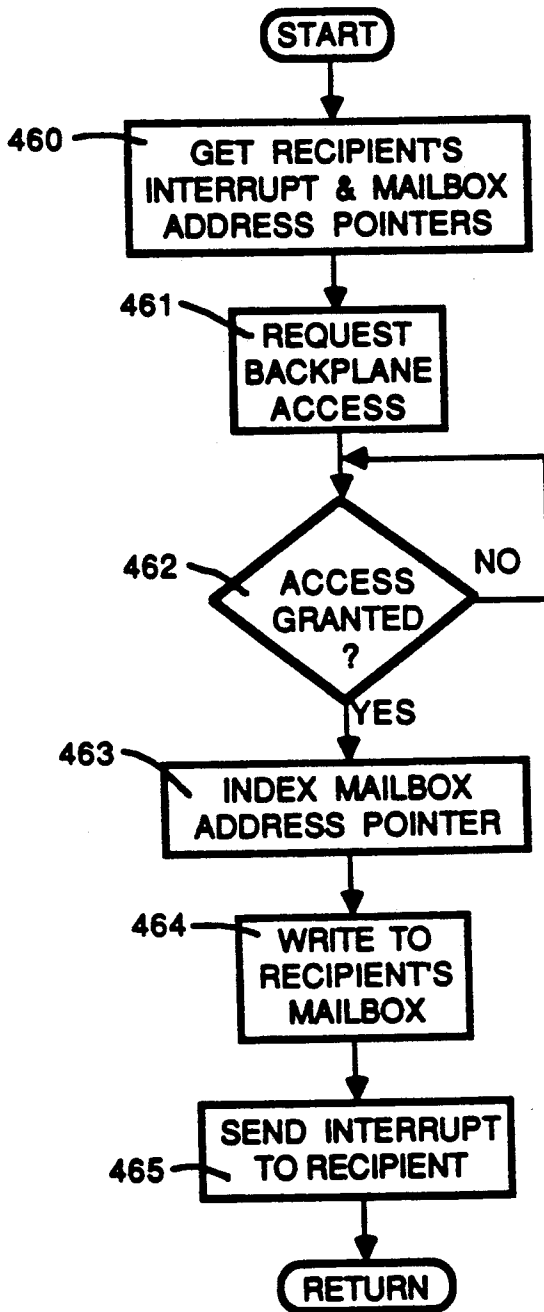 START
460
GET RECIPIENT'S
INTERRUPT & MAILBOX
ADDRESS POINTERS
461
REQUEST
BACKPLANE
ACCESS
462
ACCESS
GRANTED
?
NO
YES
463
INDEX MAILBOX
ADDRESS POINTER
464
WRITE TO
RECIPIENT'S
MAILBOX
SEND INTERRUPT
TO RECIPIENT
465
RETURN